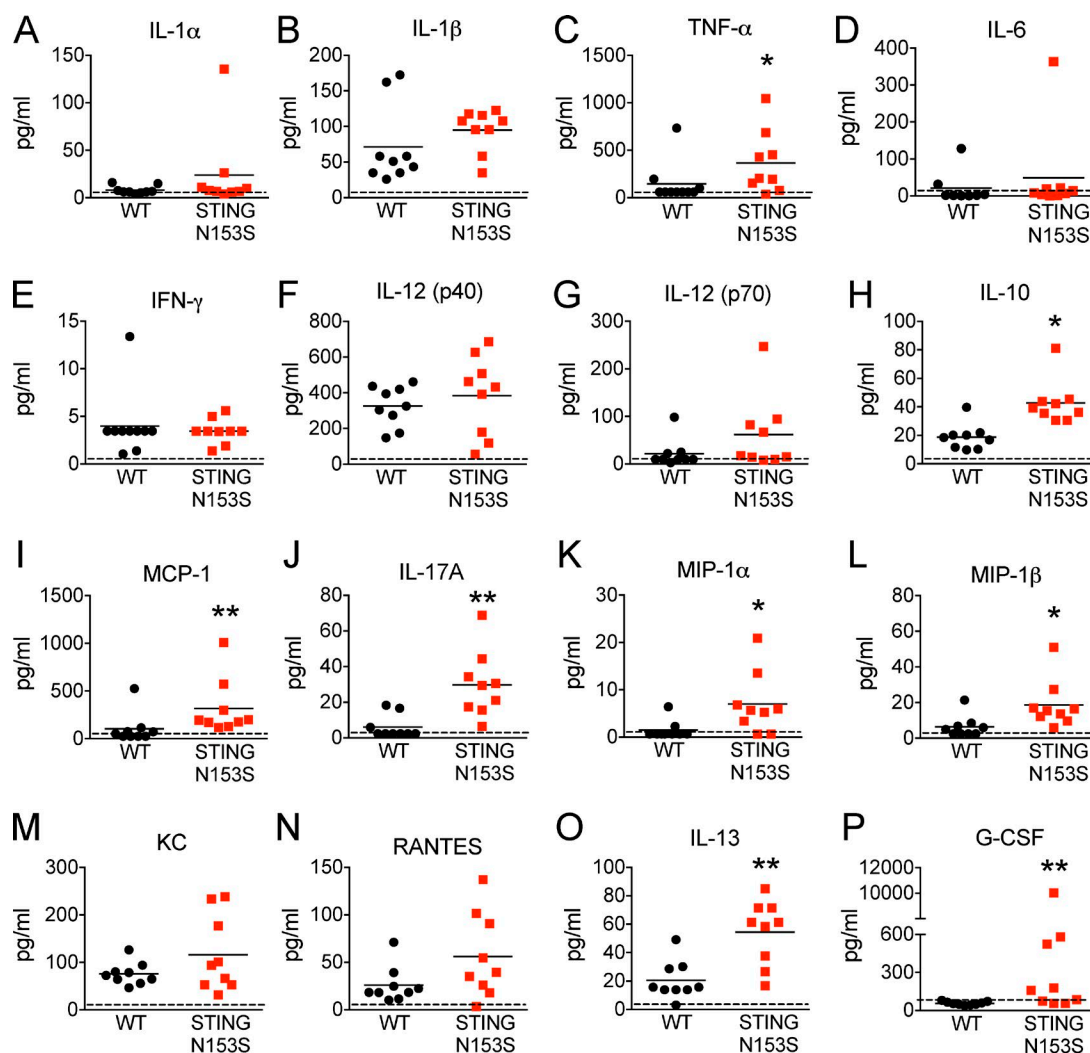 A
IL-1α
pg/ml
150
100
50
0
WT
STING
N153S
B
IL-1β
pg/ml
200
150
100
50
0
WT
STING
N153S
C
TNF-α
pg/ml
1500
1000
500
0
*
WT
STING
N153S
D
IL-6
pg/ml
600
400
300
200
100
0
WT
STING
N153S
E
IFN-γ
pg/ml
15
10
5
0
WT
STING
N153S
F
IL-12 (p40)
pg/ml
800
600
400
200
0
WT
STING
N153S
G
IL-12 (p70)
pg/ml
300
200
100
0
WT
STING
N153S
H
IL-10
pg/ml
100
80
60
40
20
0
*
WT
STING
N153S
I
MCP-1
pg/ml
1500
1000
500
0
**
WT
STING
N153S
J
IL-17A
pg/ml
80
60
40
20
0
**
WT
STING
N153S
K
MIP-1α
pg/ml
30
20
10
0
*
WT
STING
N153S
L
MIP-1β
pg/ml
80
60
40
20
0
*
WT
STING
N153S
M
KC
pg/ml
300
200
100
0
WT
STING
N153S
N
RANTES
pg/ml
150
100
50
0
WT
STING
N153S
O
IL-13
pg/ml
100
80
60
40
20
0
**
WT
STING
N153S
P
G-CSF
pg/ml
12000
10000
600
400
200
0
**
WT
STING
N153S